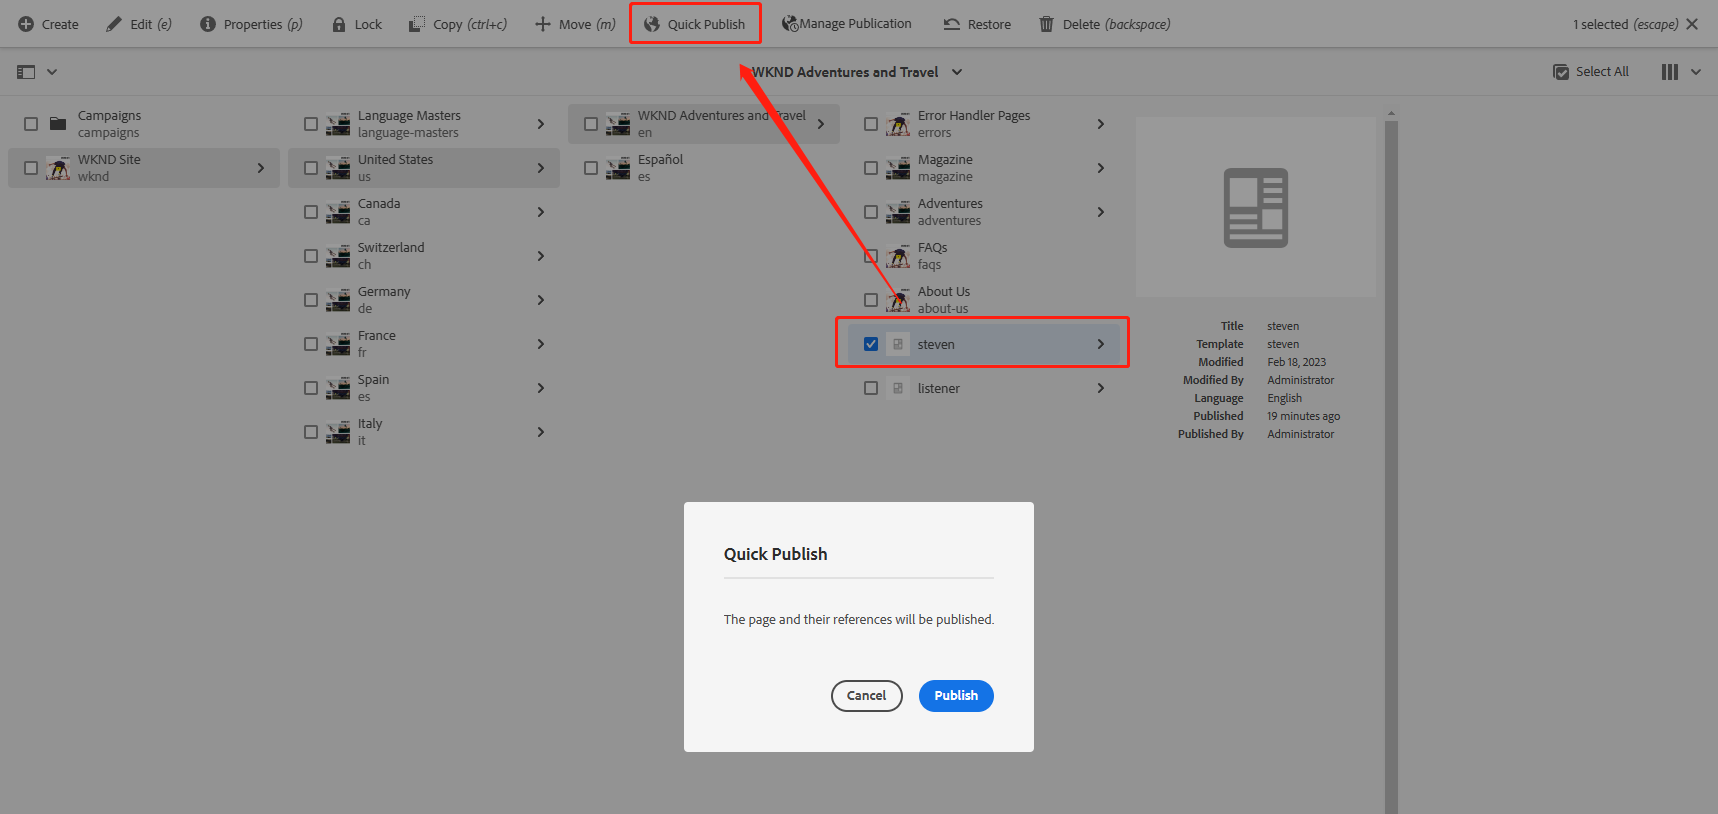 Create
Edit (e)
Properties (p)
Lock
Copy (ctrl+c)
Move (m)
Quick Publish
Manage Publication
Restore
Delete (backspace)
1 selected (escape)
WKND Adventures and Travel
Select All
Campaigns
campaigns
WKND Site
wknd
Language Masters
language-masters
United States
us
Canada
ca
Switzerland
ch
Germany
de
France
fr
Spain
es
Italy
it
WKND Adventures and Travel
en
Español
es
Error Handler Pages
errors
Magazine
magazine
Adventures
adventures
FAQs
faqs
About Us
about-us
steven
listener
Title steven
Template steven
Modified Feb 18, 2023
Modified By Administrator
Language English
Published 19 minutes ago
Published By Administrator
Quick Publish
The page and their references will be published.
Cancel
Publish